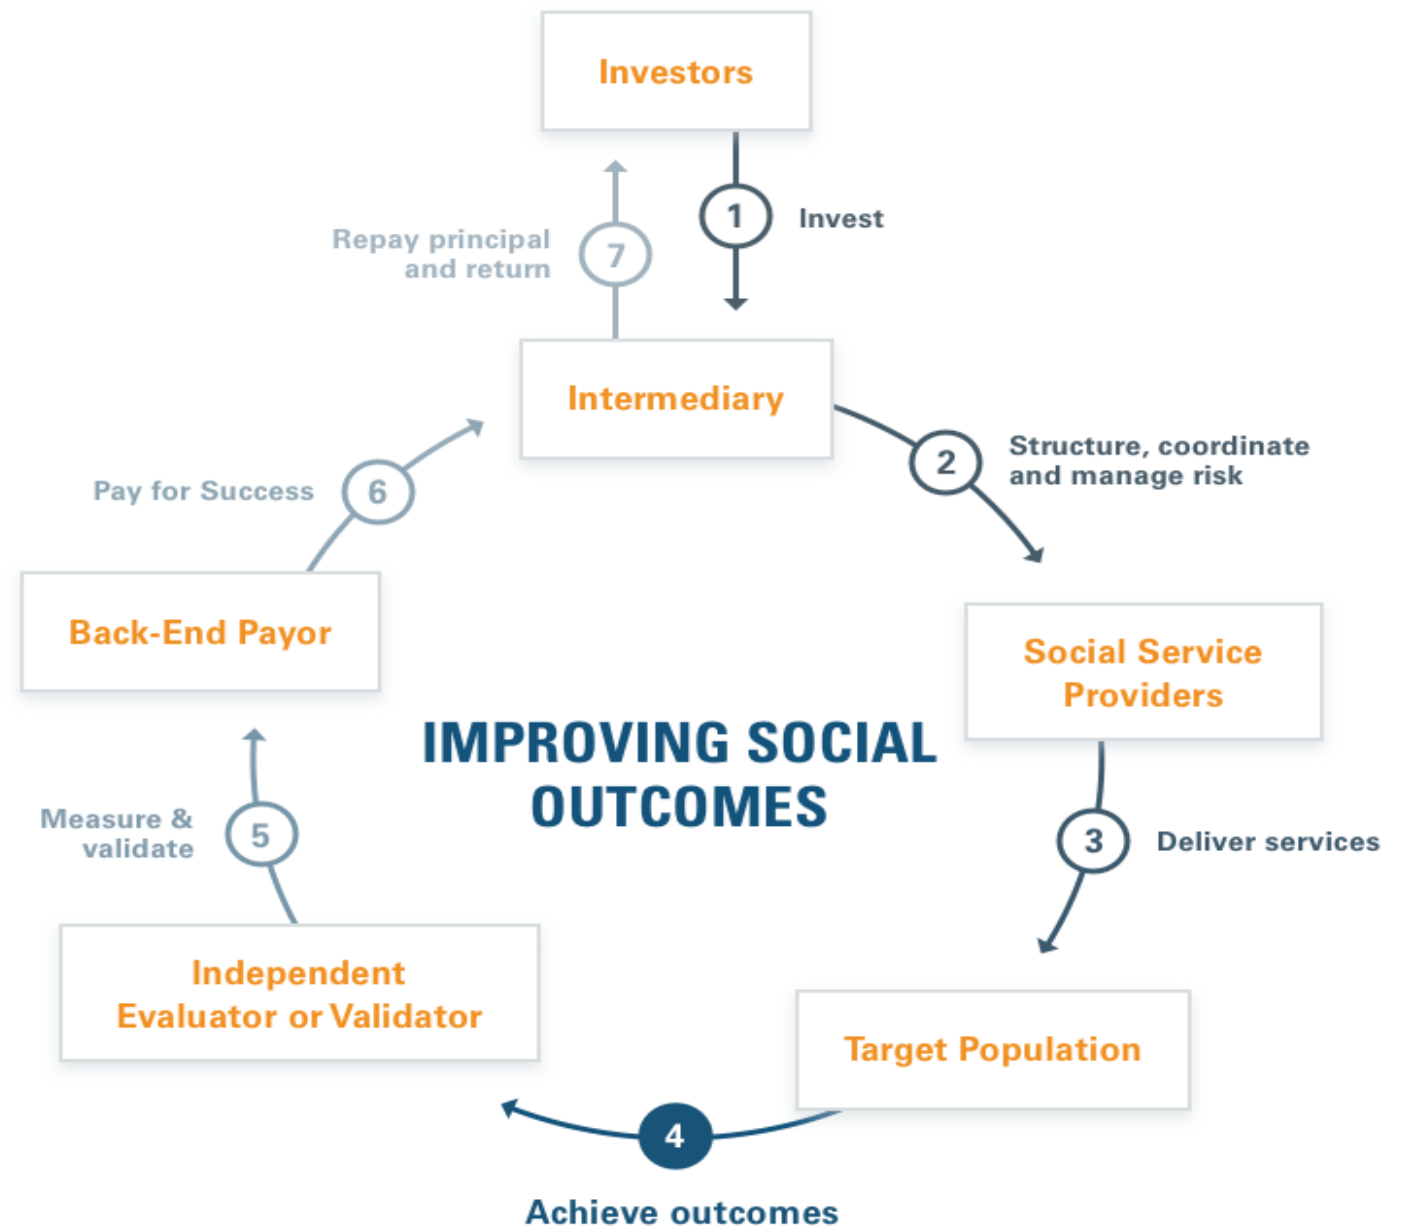 Investors
1
Invest
Repay principal
and return
7
Intermediary
2
Structure, coordinate
and manage risk
Pay for Success
6
Back-End Payor
Social Service
Providers
IMPROVING SOCIAL
OUTCOMES
Measure &
validate
5
3
Deliver services
Independent
Evaluator or Validator
Target Population
4
Achieve outcomes